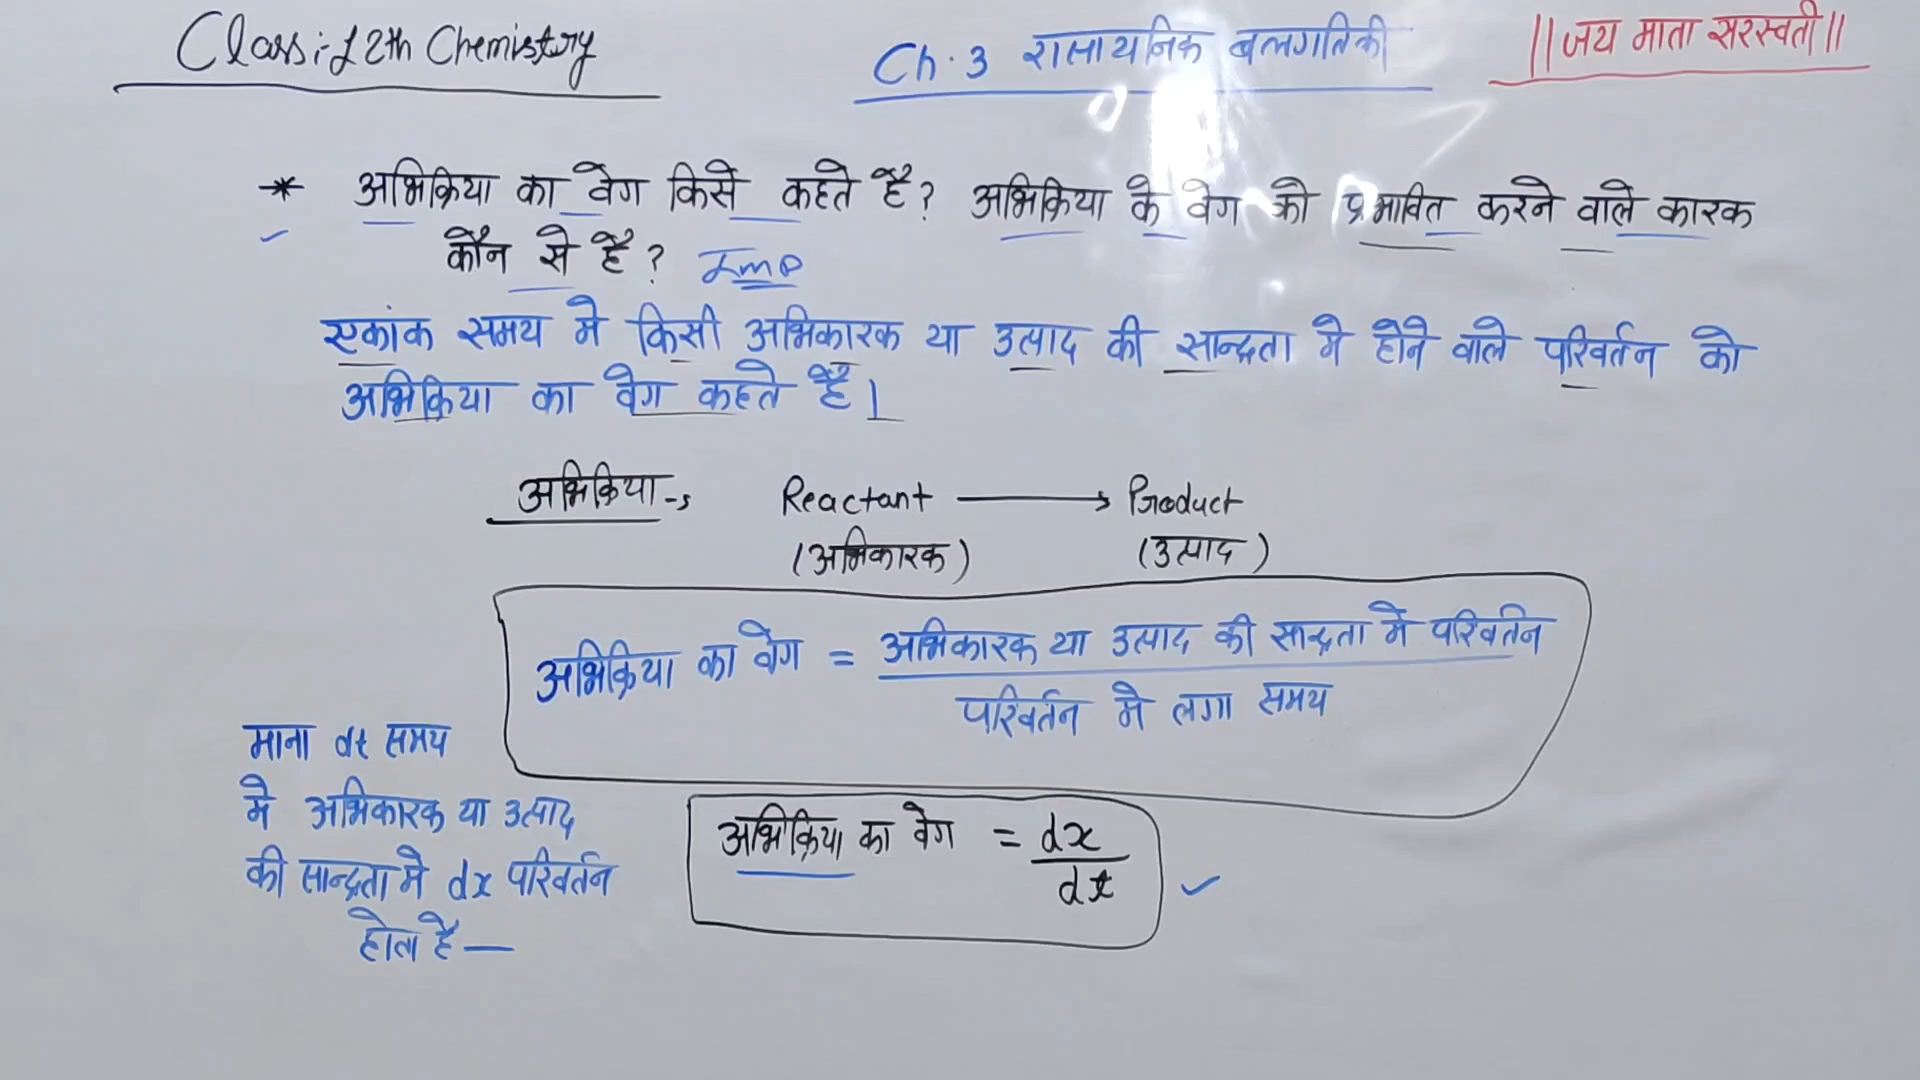 Class:-12th Chemistry
Ch.3 रासायनिक बलगतिकी
||जय माता सरस्वती||
* अभिक्रिया का वेग किसे कहते है? अभिक्रिया के वेग को प्रभावित करने वाले कारक
कौन से है? Imp
एकांक समय मे किसी अभिकारक या उत्पाद की सान्द्रता मे होने वाले परिवर्तन को
अभिक्रिया का वेग कहते है।
अभिक्रिया → Reactant ⟶ Product
(अभिकारक) (उत्पाद)
अभिक्रिया का वेग = अभिकारक या उत्पाद की सान्द्रता मे परिवर्तन
परिवर्तन मे लगा समय
माना dt समय
मे अभिकारक या उत्पाद
की सान्द्रता मे dx परिवर्तन
होता है —
अभिक्रिया का वेग = dx
dt